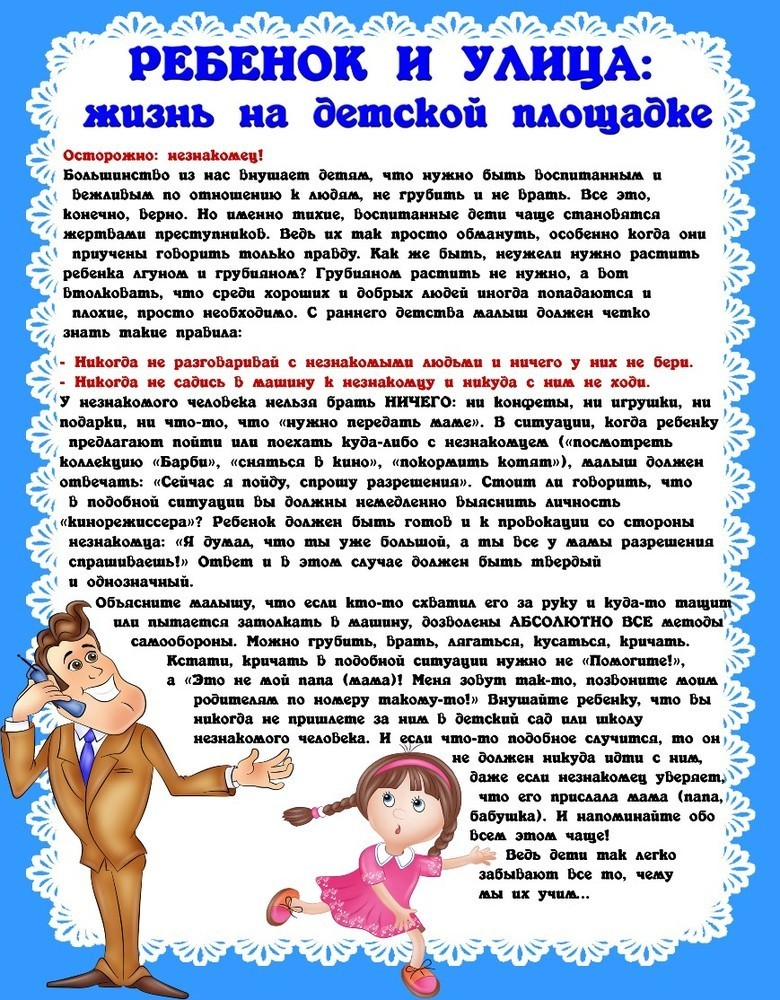 РЕБЕНОК И УЛИЦА:
жизнь на детской площадке
Осторожно: незнакомец!
Большинство из нас внушает детям, что нужно быть воспитанным и
вежливым по отношению к людям, не грубить и не врать. Все это,
конечно, верно. Но именно тихие, воспитанные дети чаще становятся
жертвами преступников. Ведь их так просто обмануть, особенно когда они
приучены говорить только правду. Как же быть, неужели нужно растить
ребенка лгуном и грубияном? Грубияном растить не нужно, а вот
втолковать, что среди хороших и добрых людей иногда попадаются и
плохие, просто необходимо. С раннего детства малыш должен четко
знать такие правила:
- Никогда не разговаривай с незнакомыми людьми и ничего у них не бери.
- Никогда не садись в машину к незнакомцу и никуда с ним не ходи.
У незнакомого человека нельзя брать НИЧЕГО: ни конфеты, ни игрушки, ни
подарки, ни что-то, что «нужно передать маме». В ситуации, когда ребенку
предлагают пойти или поехать куда-либо с незнакомцем («посмотреть
коллекцию «Барби», «сняться в кино», «покормить котят»), малыш должен
отвечать: «Сейчас я пойду, спрошу разрешения». Стоит ли говорить, что
в подобной ситуации вы должны немедленно выяснить личность
«кинорежиссера»? Ребенок должен быть готов и к провокации со стороны
незнакомца: «Я думал, что ты уже большой, а ты все у мамы разрешения
спрашиваешь!» Ответ и в этом случае должен быть твердый
и однозначный.
Объясните малышу, что если кто-то схватил его за руку и куда-то тащит
или пытается затолкать в машину, дозволены АБСОЛЮТНО ВСЕ методы
самообороны. Можно грубить, врать, лягаться, кусаться, кричать.
Кстати, кричать в подобной ситуации нужно не «Помогите!»,
а «Это не мой папа (мама)! Меня зовут так-то, позвоните моим
родителям по номеру такому-то!» Внушайте ребенку, что вы
никогда не пришлете за ним в детский сад или школу
незнакомого человека. И если что-то подобное случится, то он
не должен никуда идти с ним,
даже если незнакомец уверяет,
что его прислала мама (папа,
бабушка). И напоминайте обо
всем этом чаще!
Ведь дети так легко
забывают все то, чему
мы их учим...